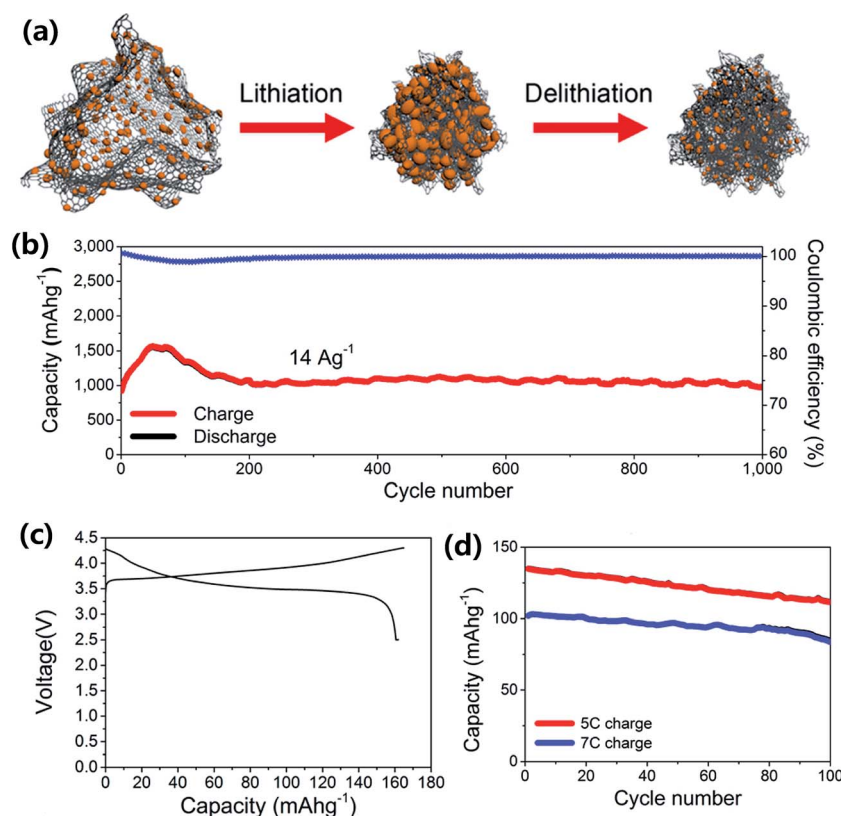 (a)
Lithiation
Delithiation
(b)
3,000
2,500
2,000
1,500
1,000
500
0
Capacity (mAhg⁻¹)
14 Ag⁻¹
Charge
Discharge
100
90
80
70
60
Coulombic efficiency (%)
0 200 400 600 800 1,000
Cycle number
(c)
4.5
4.0
3.5
3.0
2.5
2.0
1.5
1.0
0.5
0.0
Voltage(V)
0 20 40 60 80 100 120 140 160 180
Capacity (mAhg⁻¹)
(d)
150
100
50
0
Capacity (mAhg⁻¹)
5C charge
7C charge
0 20 40 60 80 100
Cycle number